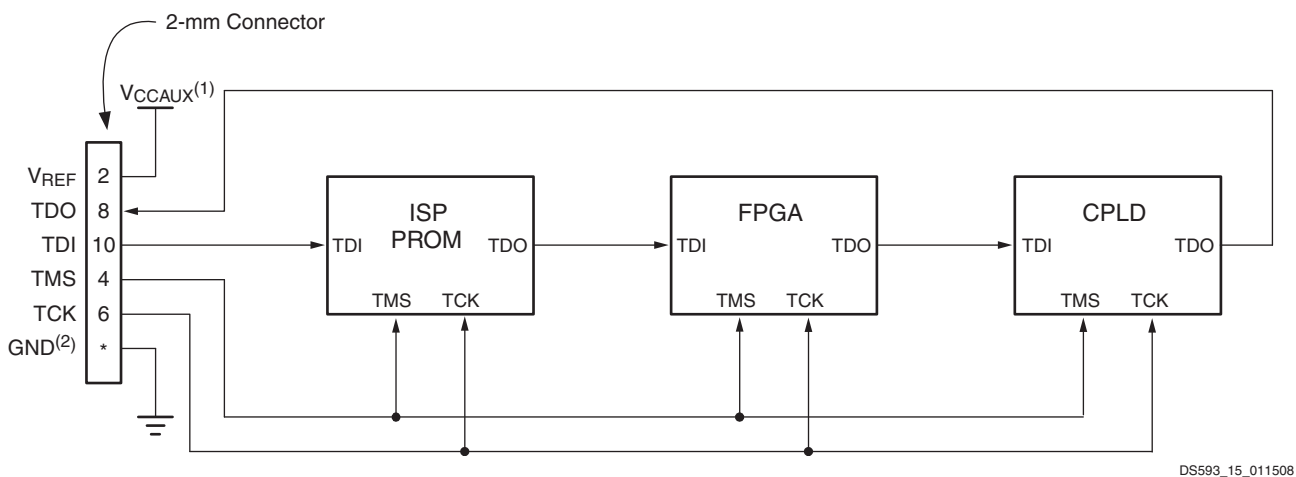 2-mm Connector
VCCAUX(1)
VREF 2
TDO 8
TDI 10
TMS 4
TCK 6
GND(2) *
ISP
PROM
TDI TDO
TMS TCK
FPGA
TDI TDO
TMS TCK
CPLD
TDI TDO
TMS TCK
DS593_15_011508